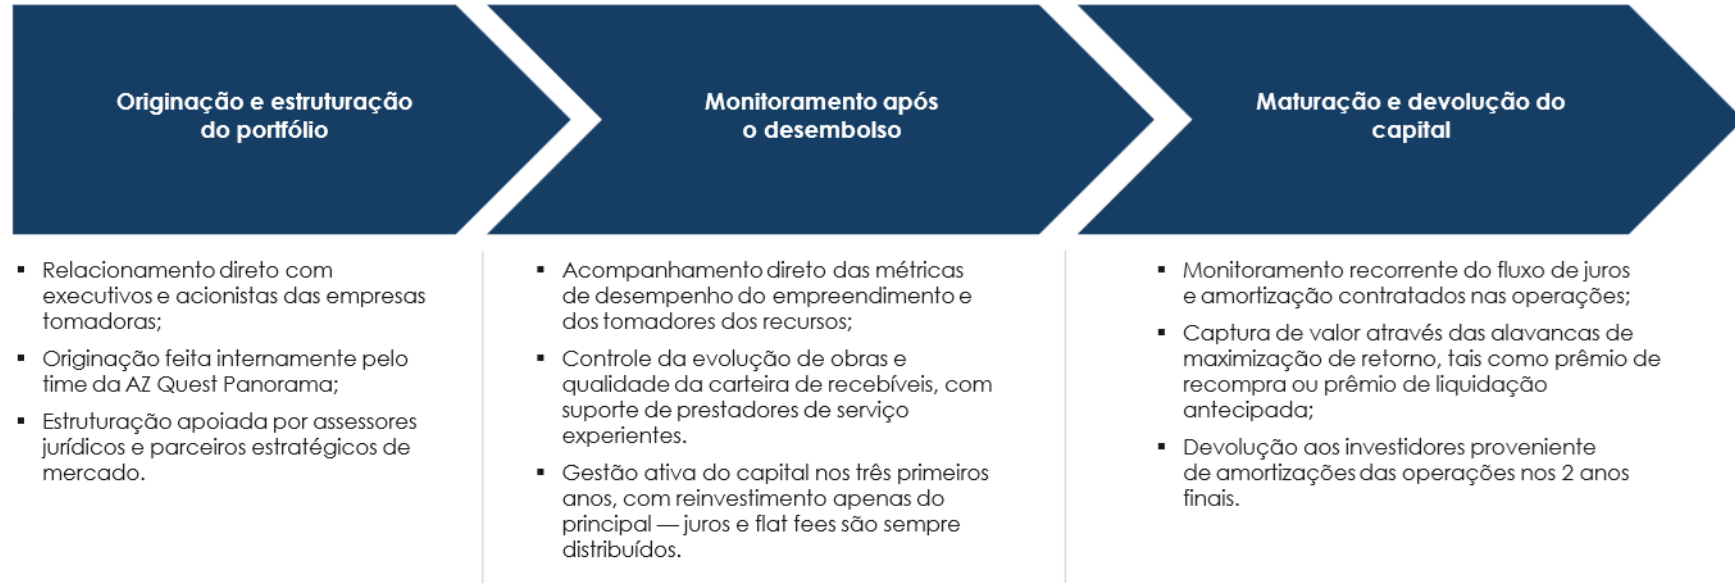 Originação e estruturação
do portfólio
Monitoramento após
o desembolso
Maturação e devolução do
capital
▪ Relacionamento direto com
executivos e acionistas das empresas
tomadoras;
▪ Originação feita internamente pelo
time da AZ Quest Panorama;
▪ Estruturação apoiada por assessores
jurídicos e parceiros estratégicos de
mercado.
▪ Acompanhamento direto das métricas
de desempenho do empreendimento e
dos tomadores dos recursos;
▪ Controle da evolução de obras e
qualidade da carteira de recebíveis, com
suporte de prestadores de serviço
experientes.
▪ Gestão ativa do capital nos três primeiros
anos, com reinvestimento apenas do
principal — juros e flat fees são sempre
distribuídos.
▪ Monitoramento recorrente do fluxo de juros
e amortização contratados nas operações;
▪ Captura de valor através das alavancas de
maximização de retorno, tais como prêmio de
recompra ou prêmio de liquidação
antecipada;
▪ Devolução aos investidores proveniente
de amortizações das operações nos 2 anos
finais.